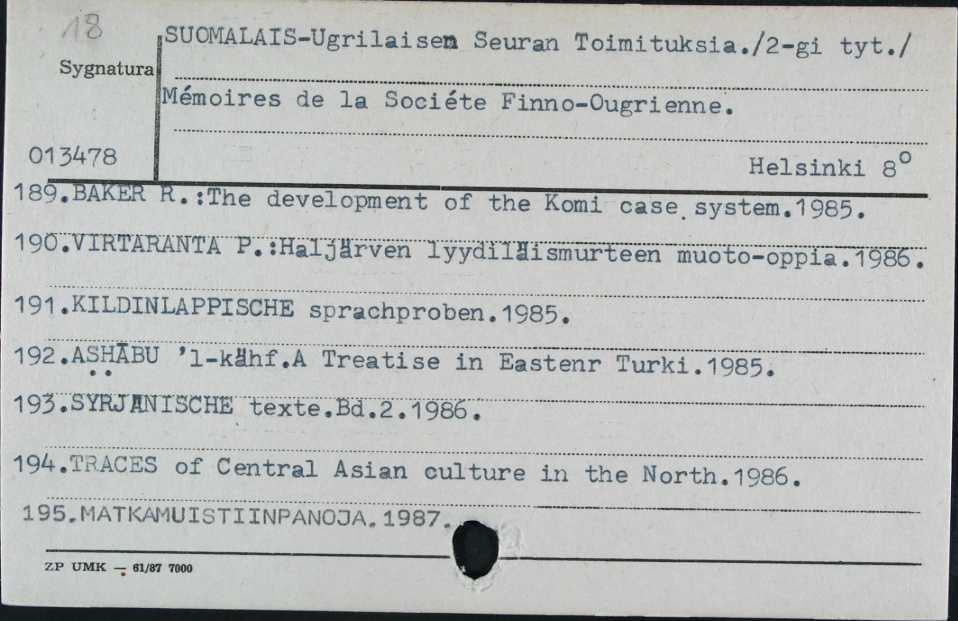 18
SUOMALAIS-Ugrilaisen Seuran Toimituksia./2-gi tyt./
Sygnatura
Mémoires de la Sociéte Finno-Ougrienne.
013478
Helsinki 8°
189.BAKER R.:The development of the Komi case system.1985.
190.VIRTARANTA P.:Haljärven lyydiläismurteen muoto-oppia.1986.
191.KILDINLAPPISCHE sprachproben.1985.
192.AṢḤĀBU 'l-kähf.A Treatise in Eastenr Turki.1985.
193.SYRJÄNISCHE texte.Bd.2.1986.
194.TRACES of Central Asian culture in the North.1986.
195.MATKAMUISTIINPANOJA.1987.
ZP UMK — 61/87 7000